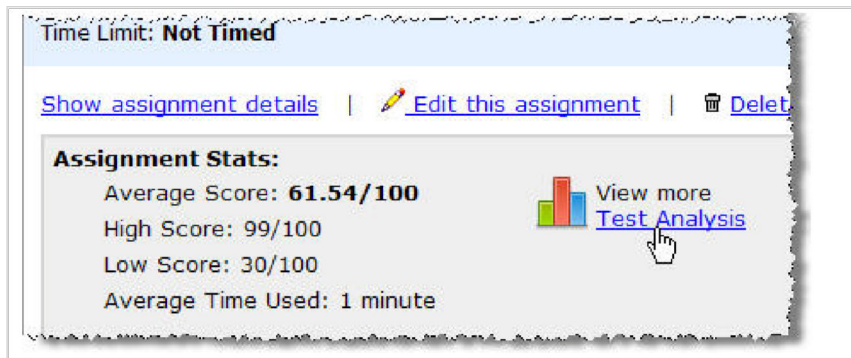 Time Limit: Not Timed
Show assignment details | Edit this assignment | Delet
Assignment Stats:
Average Score: 61.54/100
View more
High Score: 99/100
Test Analysis
Low Score: 30/100
Average Time Used: 1 minute